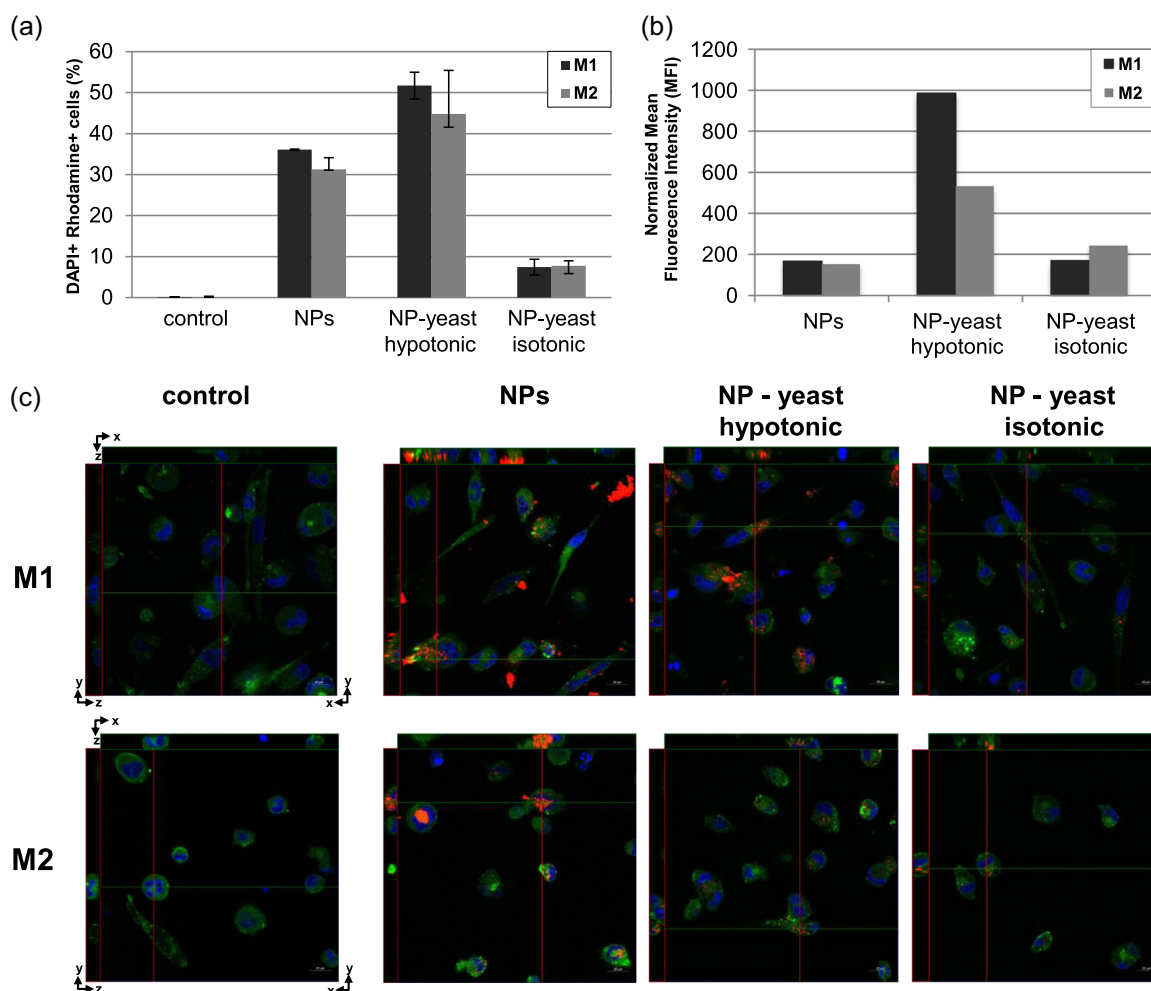 (a)
DAPI+ Rhodamine+ cells (%)
60
50
40
30
20
10
0
M1
M2
control
NPs
NP-yeast
hypotonic
NP-yeast
isotonic
(b)
Normalized Mean
Fluorecence Intensity (MFI)
1200
1000
800
600
400
200
0
M1
M2
NPs
NP-yeast
hypotonic
NP-yeast
isotonic
(c)
control
NPs
NP - yeast
hypotonic
NP - yeast
isotonic
x
z
M1
y
z
y
x
x
z
M2
y
z
y
x